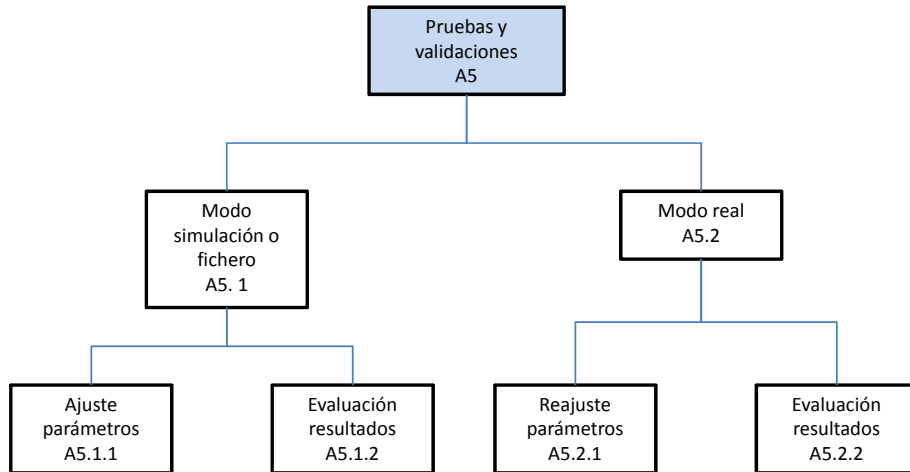 Pruebas y
validaciones
A5
Modo
simulación o
fichero
A5. 1
Modo real
A5.2
Ajuste
parámetros
A5.1.1
Evaluación
resultados
A5.1.2
Reajuste
parámetros
A5.2.1
Evaluación
resultados
A5.2.2